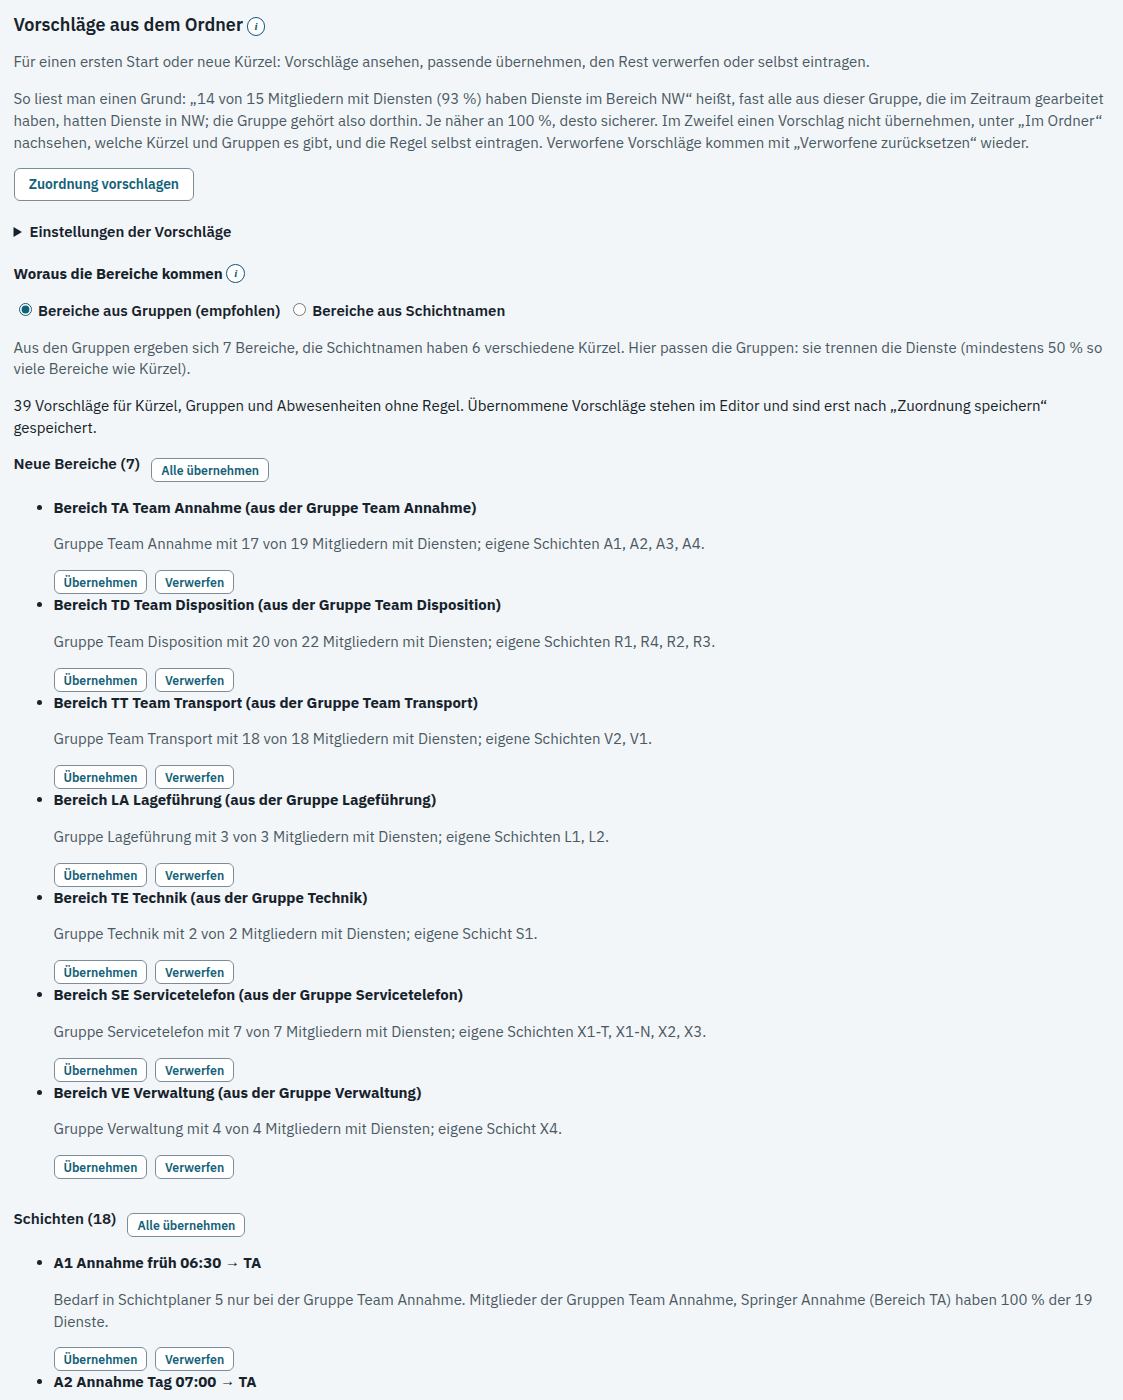 Vorschläge aus dem Ordner i
Für einen ersten Start oder neue Kürzel: Vorschläge ansehen, passende übernehmen, den Rest verwerfen oder selbst eintragen.
So liest man einen Grund: „14 von 15 Mitgliedern mit Diensten (93 %) haben Dienste im Bereich NW“ heißt, fast alle aus dieser Gruppe, die im Zeitraum gearbeitet
haben, hatten Dienste in NW; die Gruppe gehört also dorthin. Je näher an 100 %, desto sicherer. Im Zweifel einen Vorschlag nicht übernehmen, unter „Im Ordner“
nachsehen, welche Kürzel und Gruppen es gibt, und die Regel selbst eintragen. Verworfene Vorschläge kommen mit „Verworfene zurücksetzen“ wieder.
Zuordnung vorschlagen
Einstellungen der Vorschläge
Woraus die Bereiche kommen i
Bereiche aus Gruppen (empfohlen) Bereiche aus Schichtnamen
Aus den Gruppen ergeben sich 7 Bereiche, die Schichtnamen haben 6 verschiedene Kürzel. Hier passen die Gruppen: sie trennen die Dienste (mindestens 50 % so
viele Bereiche wie Kürzel).
39 Vorschläge für Kürzel, Gruppen und Abwesenheiten ohne Regel. Übernommene Vorschläge stehen im Editor und sind erst nach „Zuordnung speichern“
gespeichert.
Neue Bereiche (7) Alle übernehmen
Bereich TA Team Annahme (aus der Gruppe Team Annahme)
Gruppe Team Annahme mit 17 von 19 Mitgliedern mit Diensten; eigene Schichten A1, A2, A3, A4.
Übernehmen Verwerfen
Bereich TD Team Disposition (aus der Gruppe Team Disposition)
Gruppe Team Disposition mit 20 von 22 Mitgliedern mit Diensten; eigene Schichten R1, R4, R2, R3.
Übernehmen Verwerfen
Bereich TT Team Transport (aus der Gruppe Team Transport)
Gruppe Team Transport mit 18 von 18 Mitgliedern mit Diensten; eigene Schichten V2, V1.
Übernehmen Verwerfen
Bereich LA Lageführung (aus der Gruppe Lageführung)
Gruppe Lageführung mit 3 von 3 Mitgliedern mit Diensten; eigene Schichten L1, L2.
Übernehmen Verwerfen
Bereich TE Technik (aus der Gruppe Technik)
Gruppe Technik mit 2 von 2 Mitgliedern mit Diensten; eigene Schicht S1.
Übernehmen Verwerfen
Bereich SE Servicetelefon (aus der Gruppe Servicetelefon)
Gruppe Servicetelefon mit 7 von 7 Mitgliedern mit Diensten; eigene Schichten X1-T, X1-N, X2, X3.
Übernehmen Verwerfen
Bereich VE Verwaltung (aus der Gruppe Verwaltung)
Gruppe Verwaltung mit 4 von 4 Mitgliedern mit Diensten; eigene Schicht X4.
Übernehmen Verwerfen
Schichten (18) Alle übernehmen
A1 Annahme früh 06:30 → TA
Bedarf in Schichtplaner 5 nur bei der Gruppe Team Annahme. Mitglieder der Gruppen Team Annahme, Springer Annahme (Bereich TA) haben 100 % der 19
Dienste.
Übernehmen Verwerfen
A2 Annahme Tag 07:00 → TA